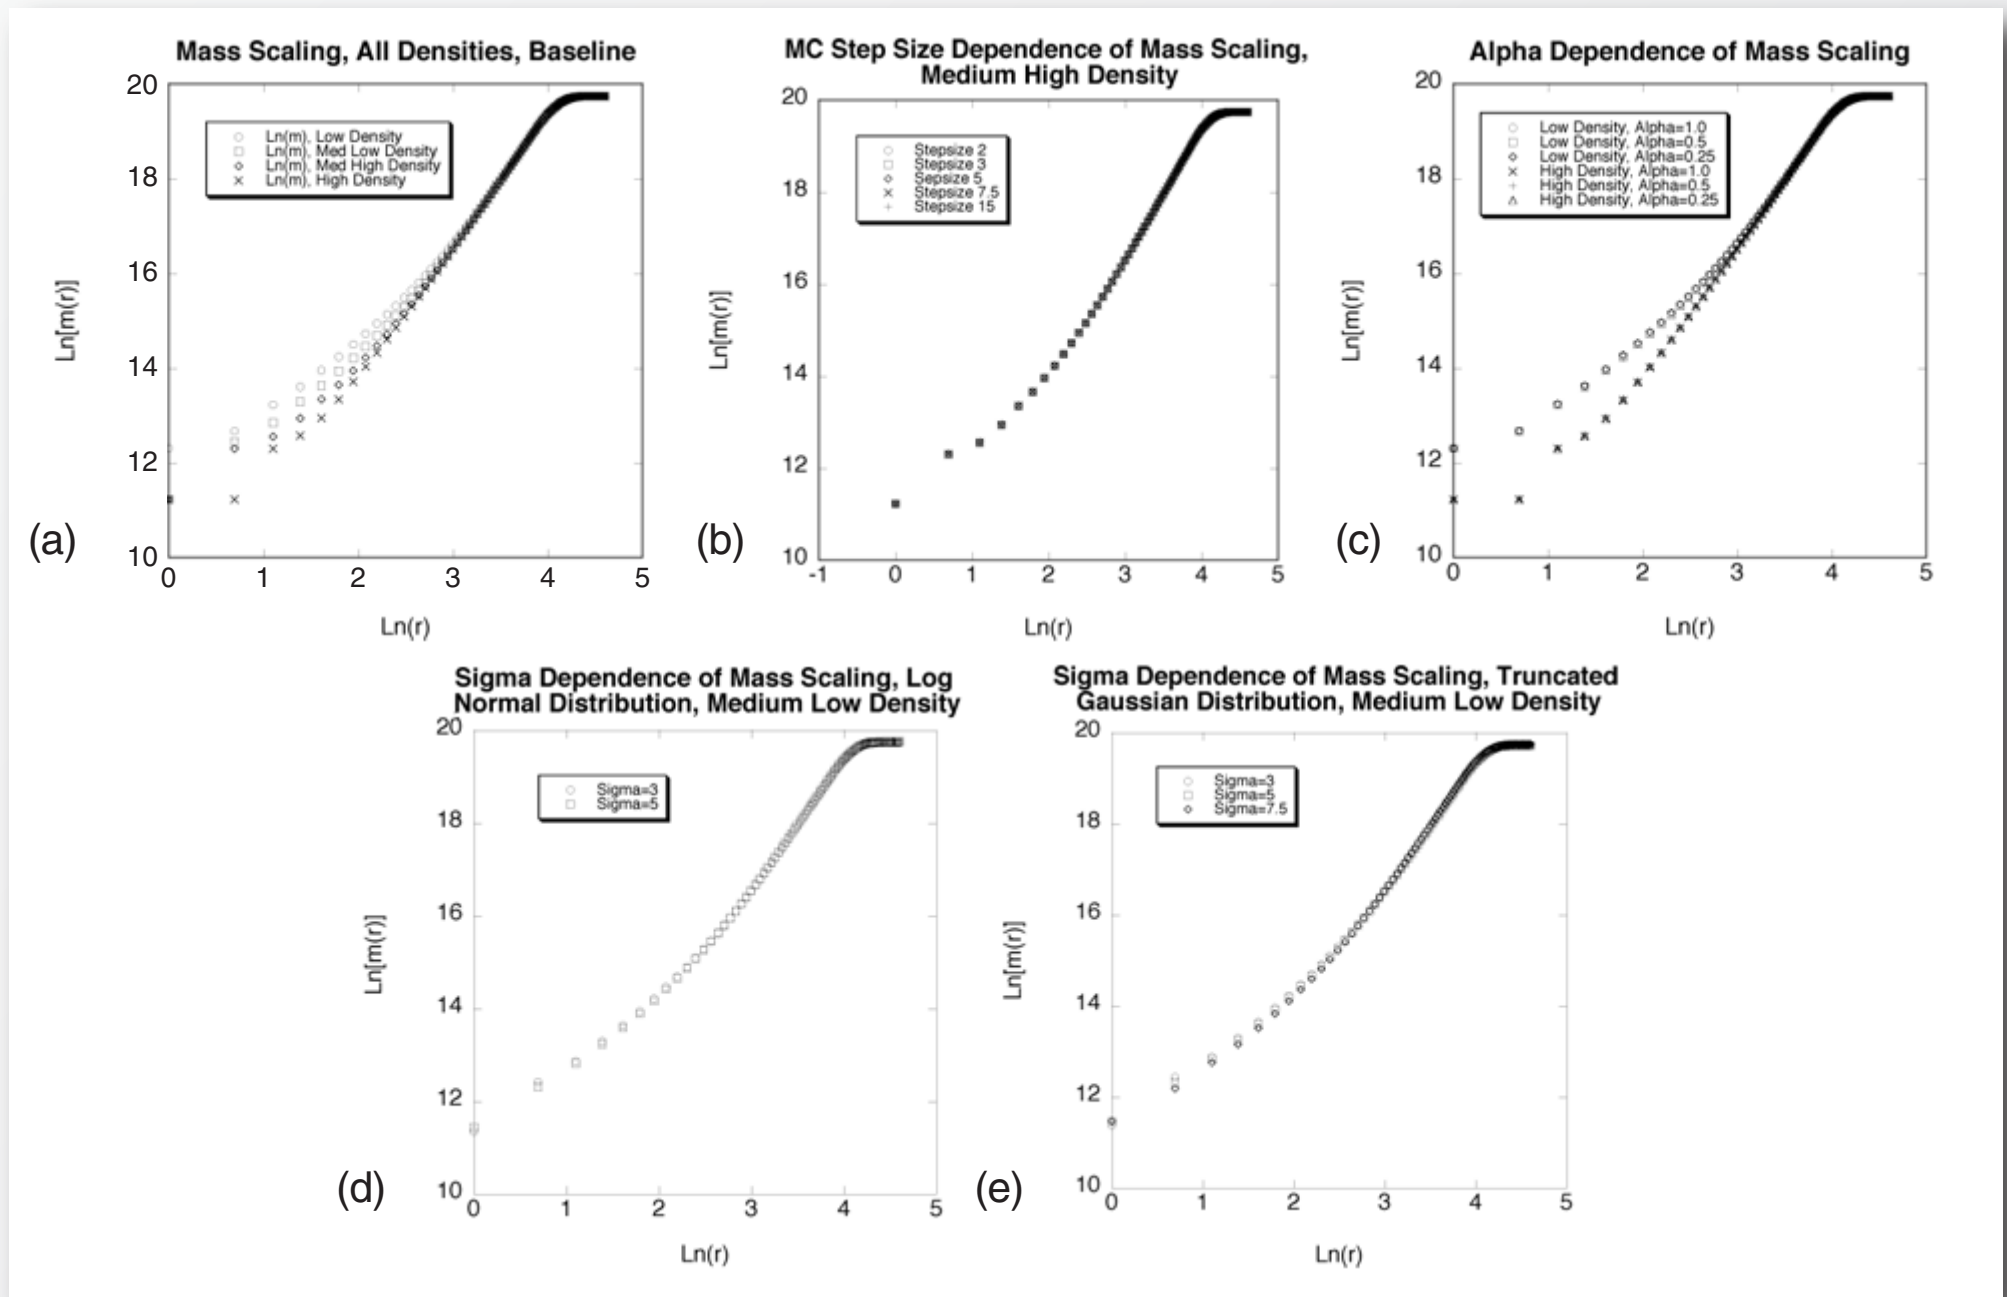 Mass Scaling, All Densities, Baseline
20
18
16
14
12
10
Ln[m(r)]
Ln(m), Low Density
Ln(m), Med Low Density
Ln(m), Med High Density
Ln(m), High Density
(a)
0 1 2 3 4 5
Ln(r)
MC Step Size Dependence of Mass Scaling,
Medium High Density
20
18
16
14
12
10
Ln[m(r)]
Stepsize 2
Stepsize 3
Sepsize 5
Stepsize 7.5
Stepsize 15
(b)
-1 0 1 2 3 4 5
Ln(r)
Alpha Dependence of Mass Scaling
20
18
16
14
12
10
Ln[m(r)]
Low Density, Alpha=1.0
Low Density, Alpha=0.5
Low Density, Alpha=0.25
High Density, Alpha=1.0
High Density, Alpha=0.5
High Density, Alpha=0.25
(c)
0 1 2 3 4 5
Ln(r)
Sigma Dependence of Mass Scaling, Log
Normal Distribution, Medium Low Density
20
18
16
14
12
10
Ln[m(r)]
Sigma=3
Sigma=5
(d)
0 1 2 3 4 5
Ln(r)
Sigma Dependence of Mass Scaling, Truncated
Gaussian Distribution, Medium Low Density
20
18
16
14
12
10
Ln[m(r)]
Sigma=3
Sigma=5
Sigma=7.5
(e)
0 1 2 3 4 5
Ln(r)